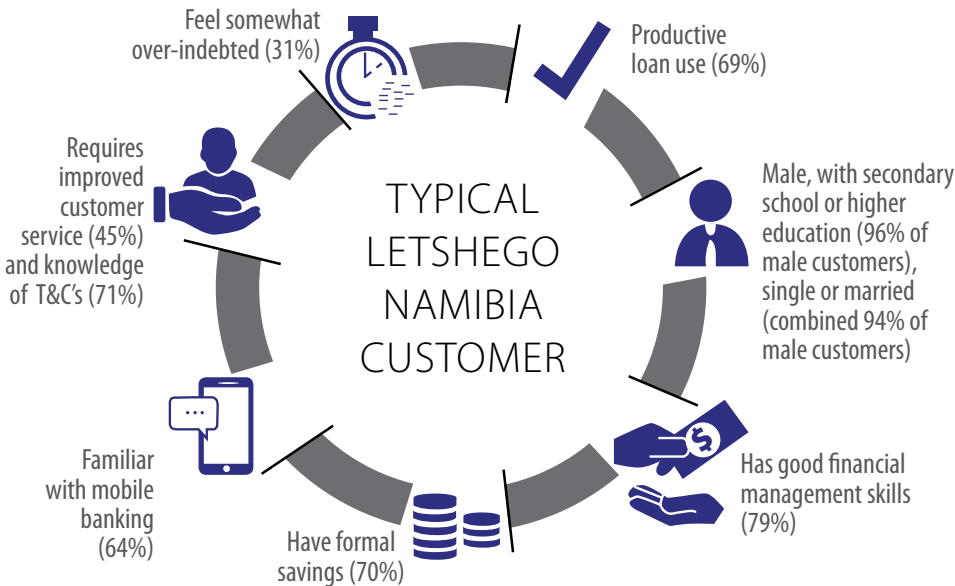 TYPICAL
LETSHEGO
NAMIBIA
CUSTOMER
Productive
loan use (69%)
Male, with secondary
school or higher
education (96% of
male customers),
single or married
(combined 94% of
male customers)
$
Has good financial
management skills
(79%)
Have formal
savings (70%)
Familiar
with mobile
banking
(64%)
Requires
improved
customer
service (45%)
and knowledge
of T&C's (71%)
Feel somewhat
over-indebted (31%)